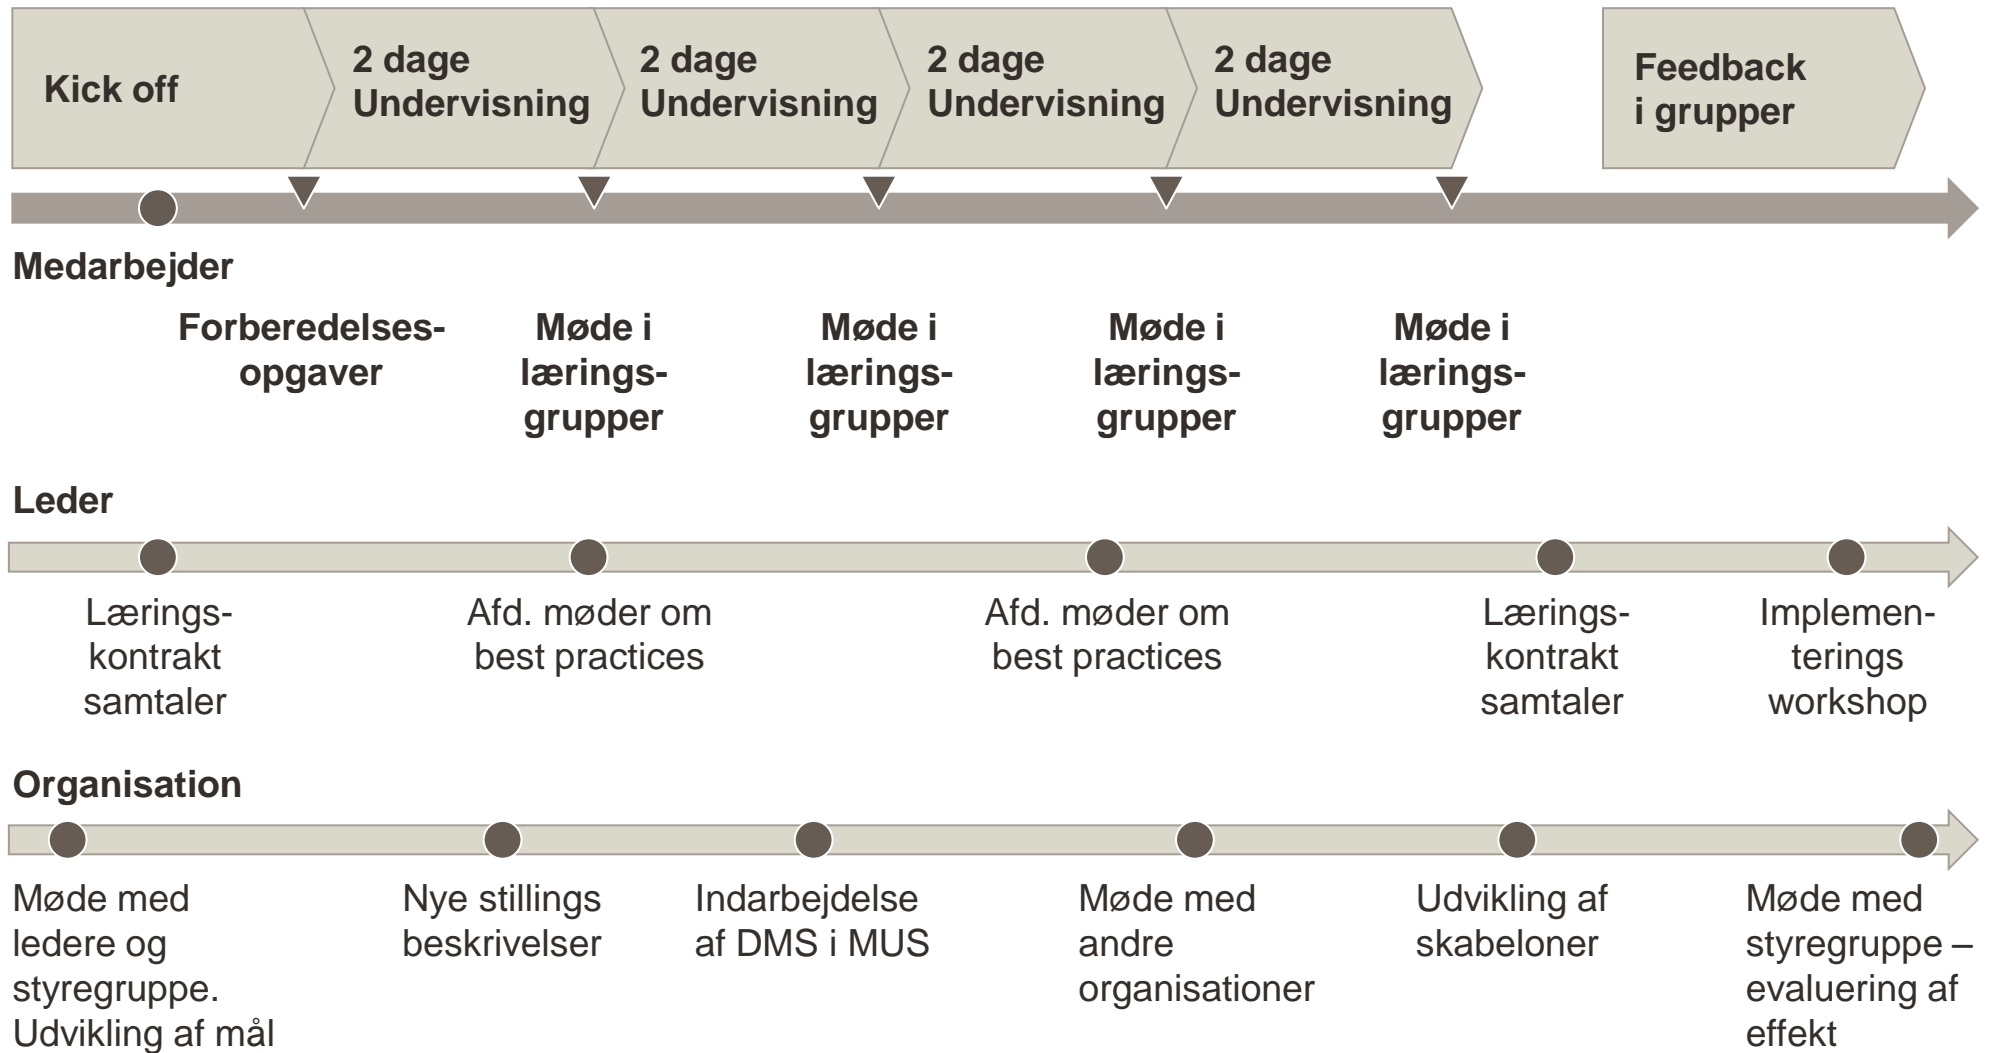 Kick off
2 dage
Undervisning
2 dage
Undervisning
2 dage
Undervisning
2 dage
Undervisning
Feedback
i grupper
Medarbejder
Forberedelses-
opgaver
Møde i
lærings-
grupper
Møde i
lærings-
grupper
Møde i
lærings-
grupper
Møde i
lærings-
grupper
Leder
Lærings-
kontrakt
samtaler
Afd. møder om
best practices
Afd. møder om
best practices
Lærings-
kontrakt
samtaler
Implemen-
terings
workshop
Organisation
Møde med
ledere og
styregruppe.
Udvikling af mål
Nye stillings
beskrivelser
Indarbejdelse
af DMS i MUS
Møde med
andre
organisationer
Udvikling af
skabeloner
Møde med
styregruppe –
evaluering af
effekt